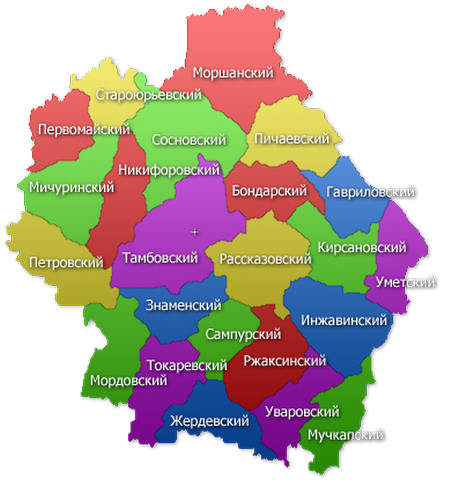 Моршанский
Староюрьевский
Первомайский
Сосновский
Пичаевский
Никифоровский
Мичуринский
Бондарский
Гавриловский
Кирсановский
Тамбовский
Рассказовский
Петровский
Уметский
Знаменский
Инжавинский
Сампурский
Ржаксинский
Токаревский
Мордовский
Уваровский
Жердевский
Мучкапский